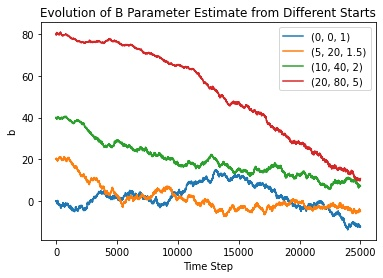 Evolution of B Parameter Estimate from Different Starts
80
60
40
20
0
b
(0, 0, 1)
(5, 20, 1.5)
(10, 40, 2)
(20, 80, 5)
0 5000 10000 15000 20000 25000
Time Step